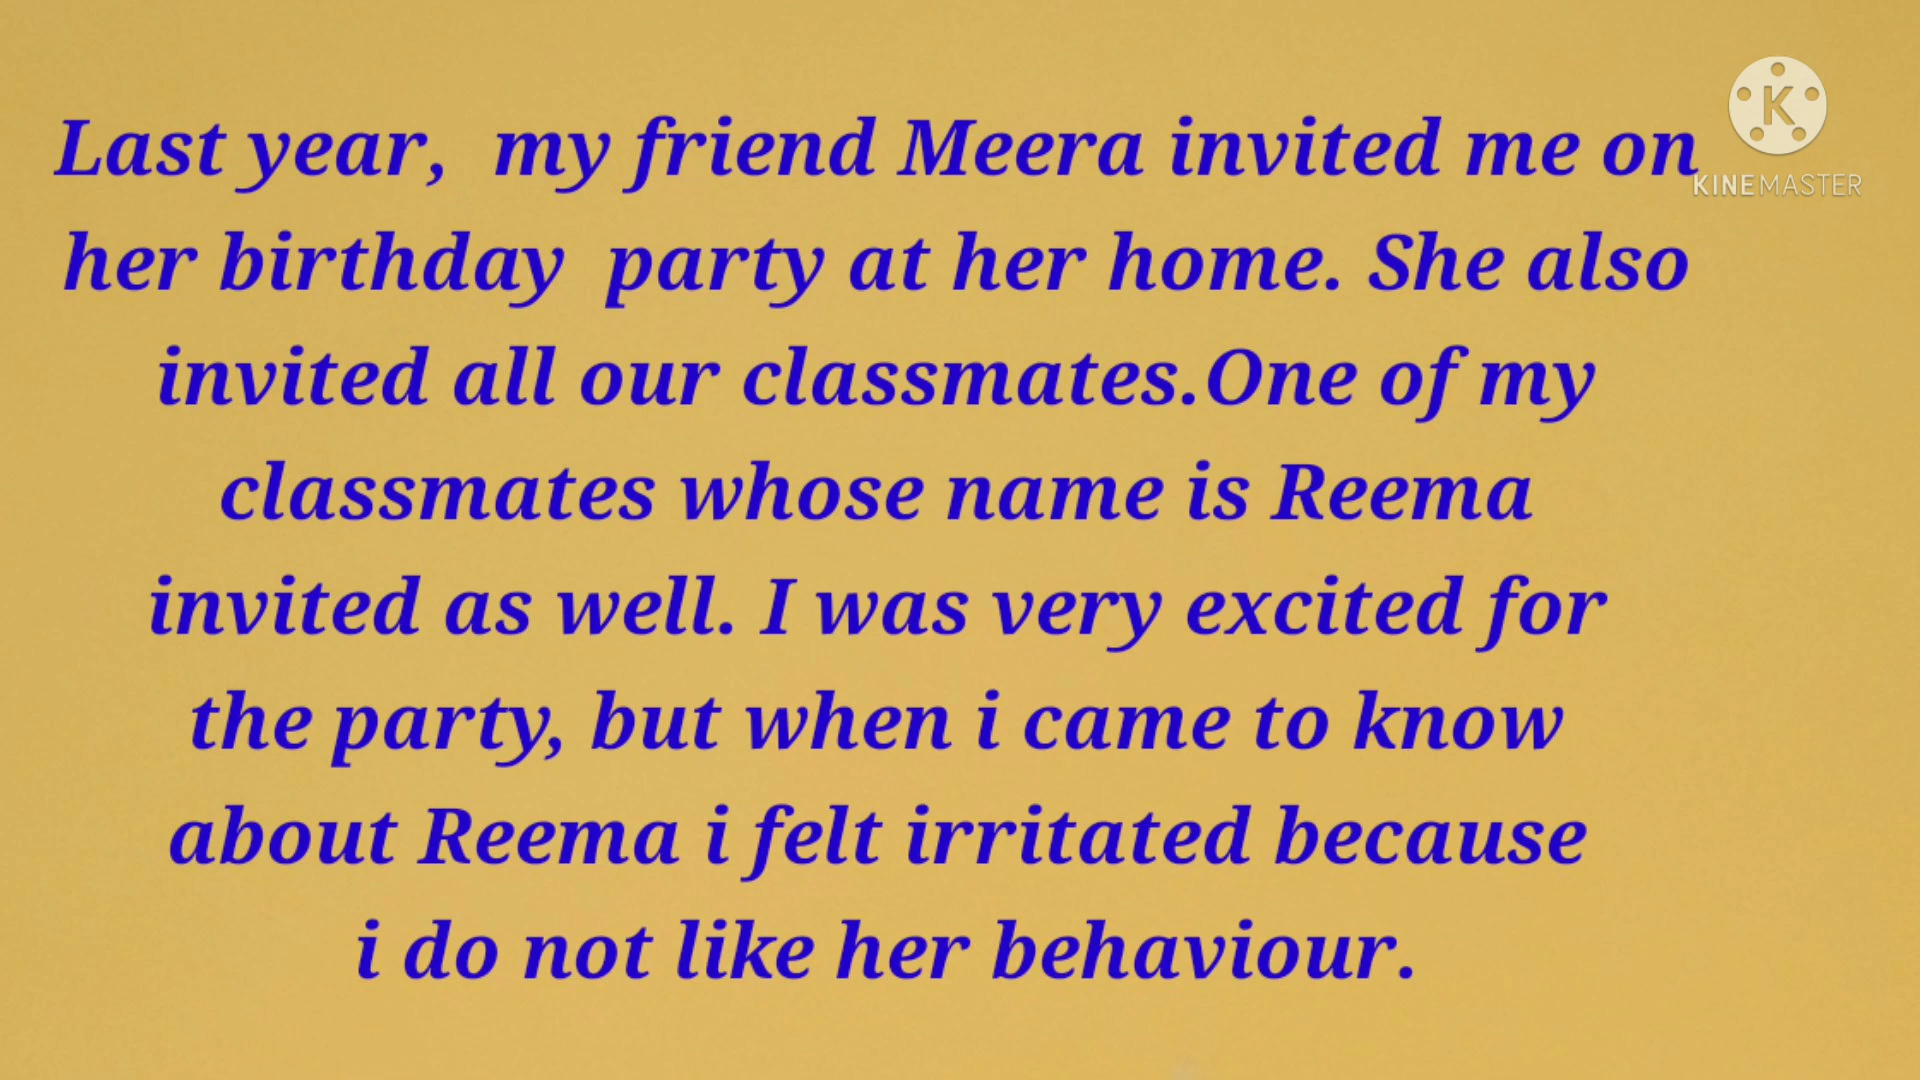 Last year,  my friend Meera invited me on
her birthday  party at her home. She also
invited all our classmates.One of my
classmates whose name is Reema
invited as well. I was very excited for
the party, but when i came to know
about Reema i felt irritated because
i do not like her behaviour.
K
KINEMASTER